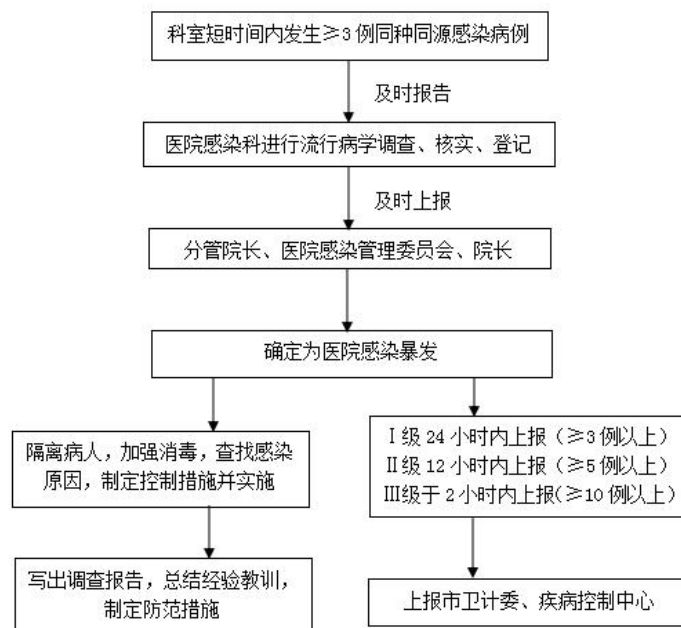 科室短时间内发生≥3 例同种同源感染病例
及时报告
医院感染科进行流行病学调查、核实、登记
及时上报
分管院长、医院感染管理委员会、院长
确定为医院感染暴发
隔离病人，加强消毒，查找感染
原因，制定控制措施并实施
Ⅰ级 24 小时内上报（≥3 例以上）
Ⅱ级 12 小时内上报（≥5 例以上）
Ⅲ级于 2 小时内上报(≥10 例以上）
写出调查报告，总结经验教训，
制定防范措施
上报市卫计委、疾病控制中心